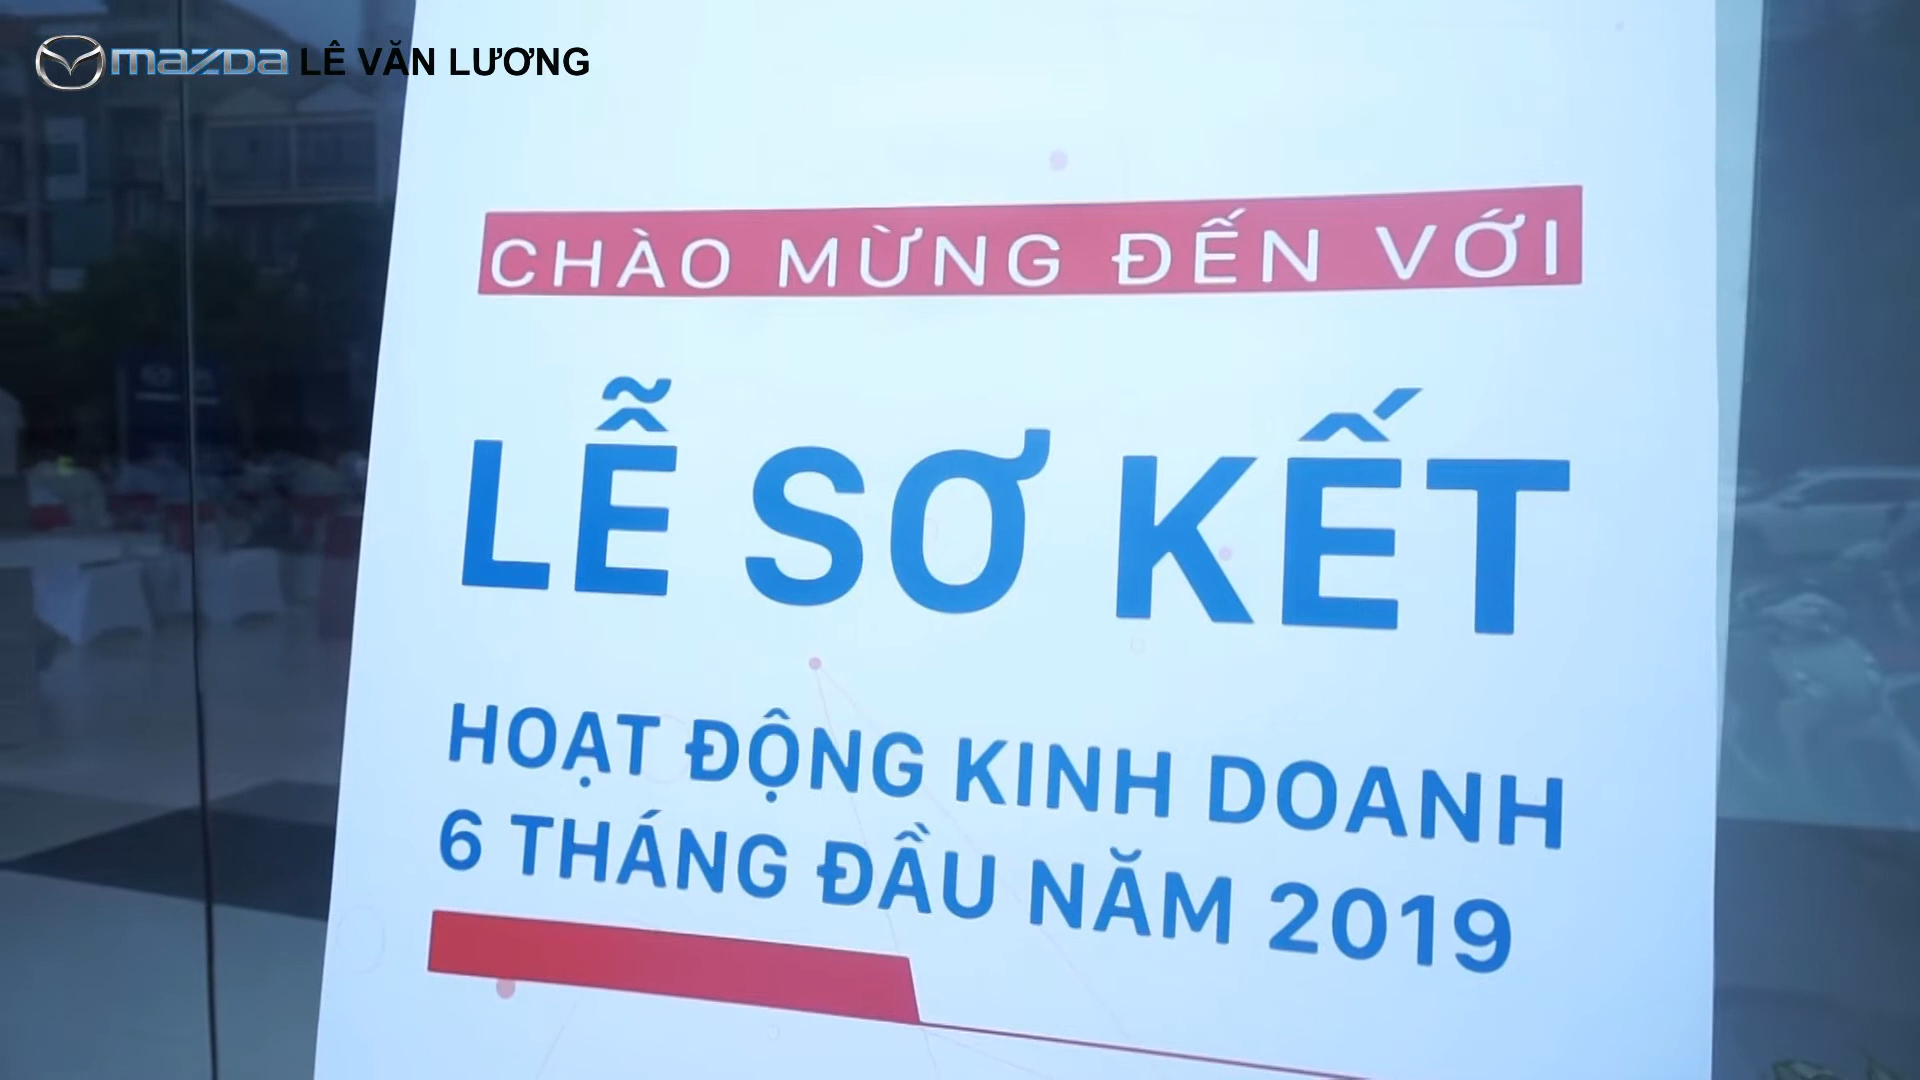 mazda LÊ VĂN LƯƠNG
CHÀO MỪNG ĐẾN VỚI
LỄ SƠ KẾT
HOẠT ĐỘNG KINH DOANH
6 THÁNG ĐẦU NĂM 2019